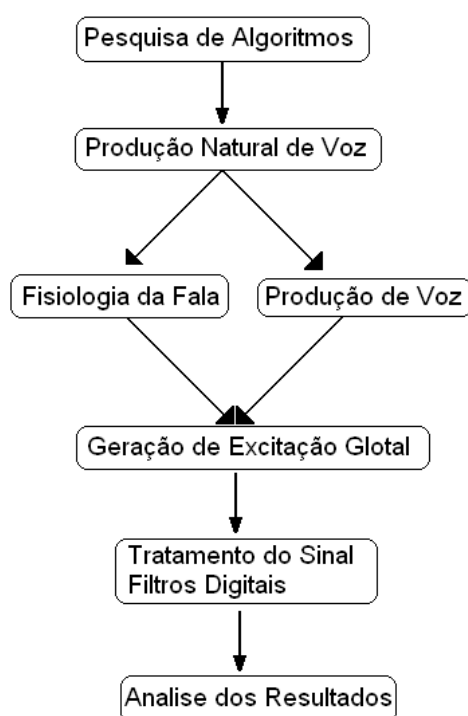 Pesquisa de Algoritmos
Produção Natural de Voz
Fisiologia da Fala
Produção de Voz
Geração de Excitação Glotal
Tratamento do Sinal
Filtros Digitais
Analise dos Resultados